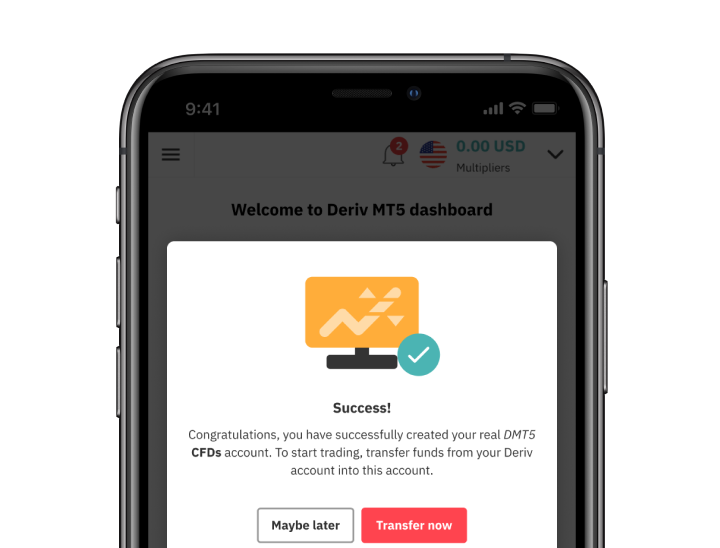 9:41
2
0.00 USD
Multipliers
Welcome to Deriv MT5 dashboard
Success!
Congratulations, you have successfully created your real DMT5
CFDs account. To start trading, transfer funds from your Deriv
account into this account.
Maybe later
Transfer now